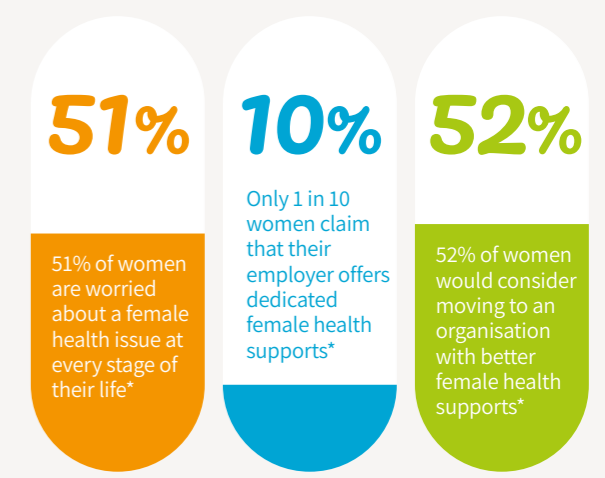 51%
51% of women
are worried
about a female
health issue at
every stage of
their life*
10%
Only 1 in 10
women claim
that their
employer offers
dedicated
female health
supports*
52%
52% of women
would consider
moving to an
organisation
with better
female health
supports*